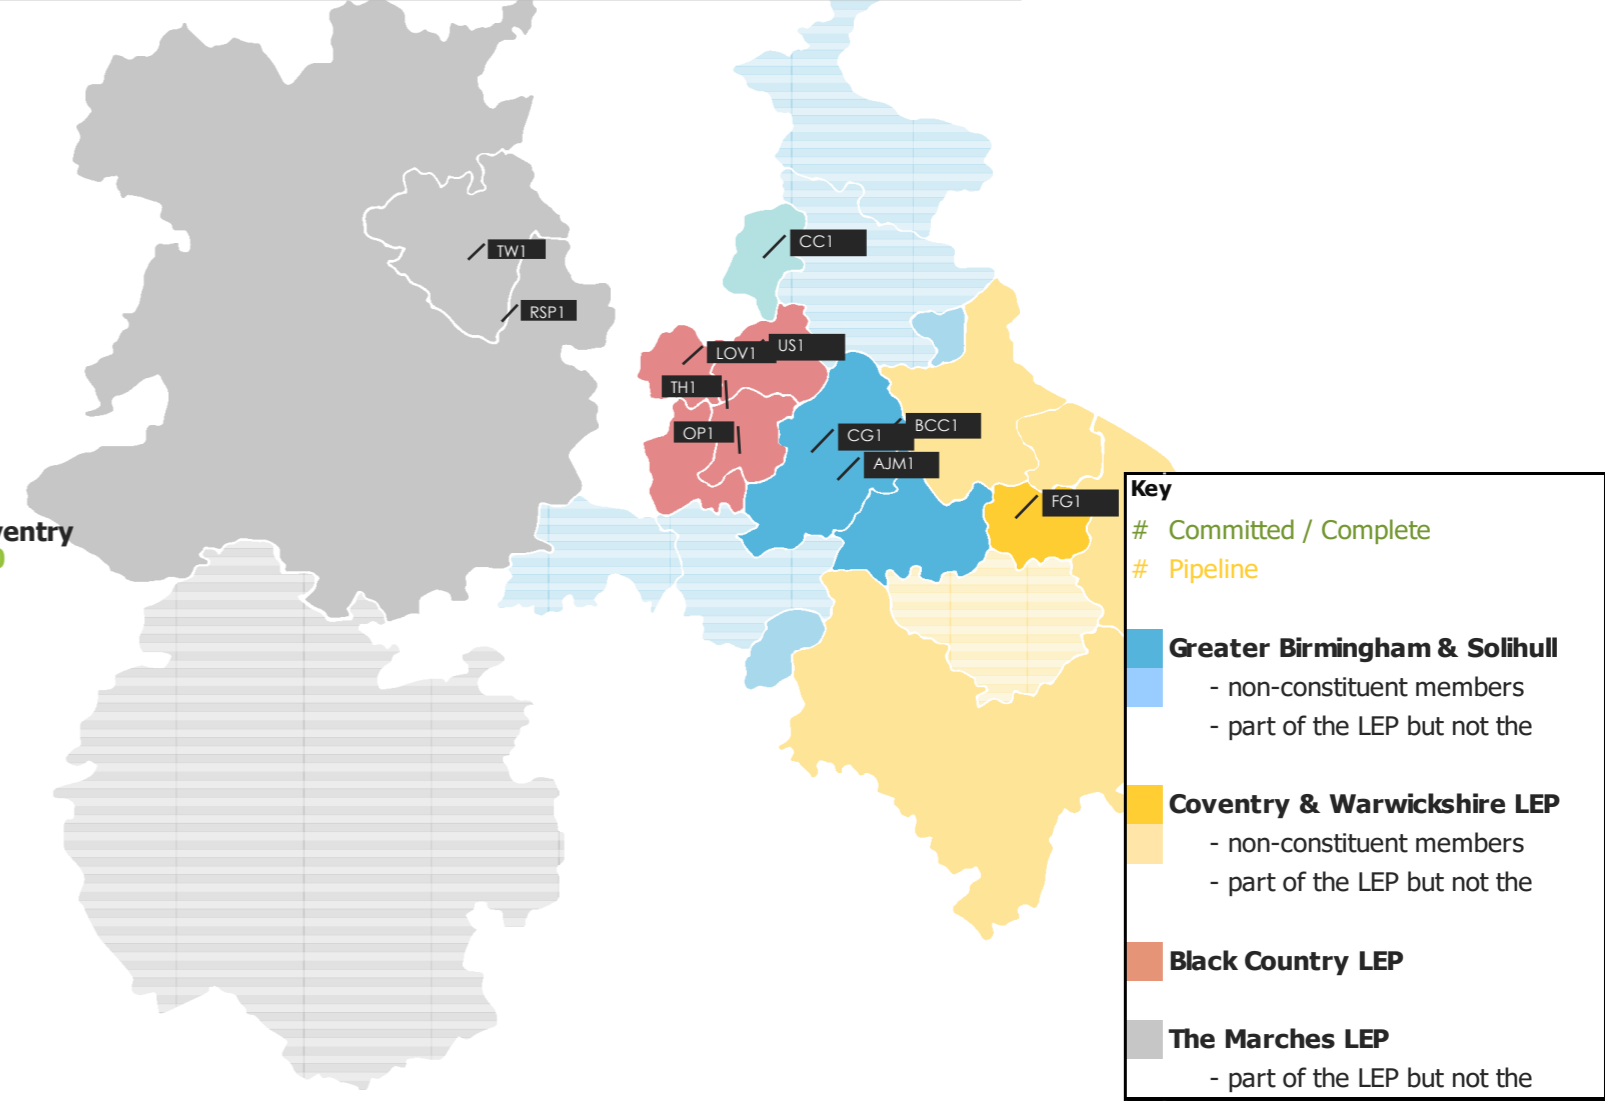 CC1
TW1
RSP1
US1
LOV1
TH1
BCC1
OP1
CG1
AJM1
FG1
ventry
Key
# Committed / Complete
# Pipeline
Greater Birmingham & Solihull
- non-constituent members
- part of the LEP but not the
Coventry & Warwickshire LEP
- non-constituent members
- part of the LEP but not the
Black Country LEP
The Marches LEP
- part of the LEP but not the